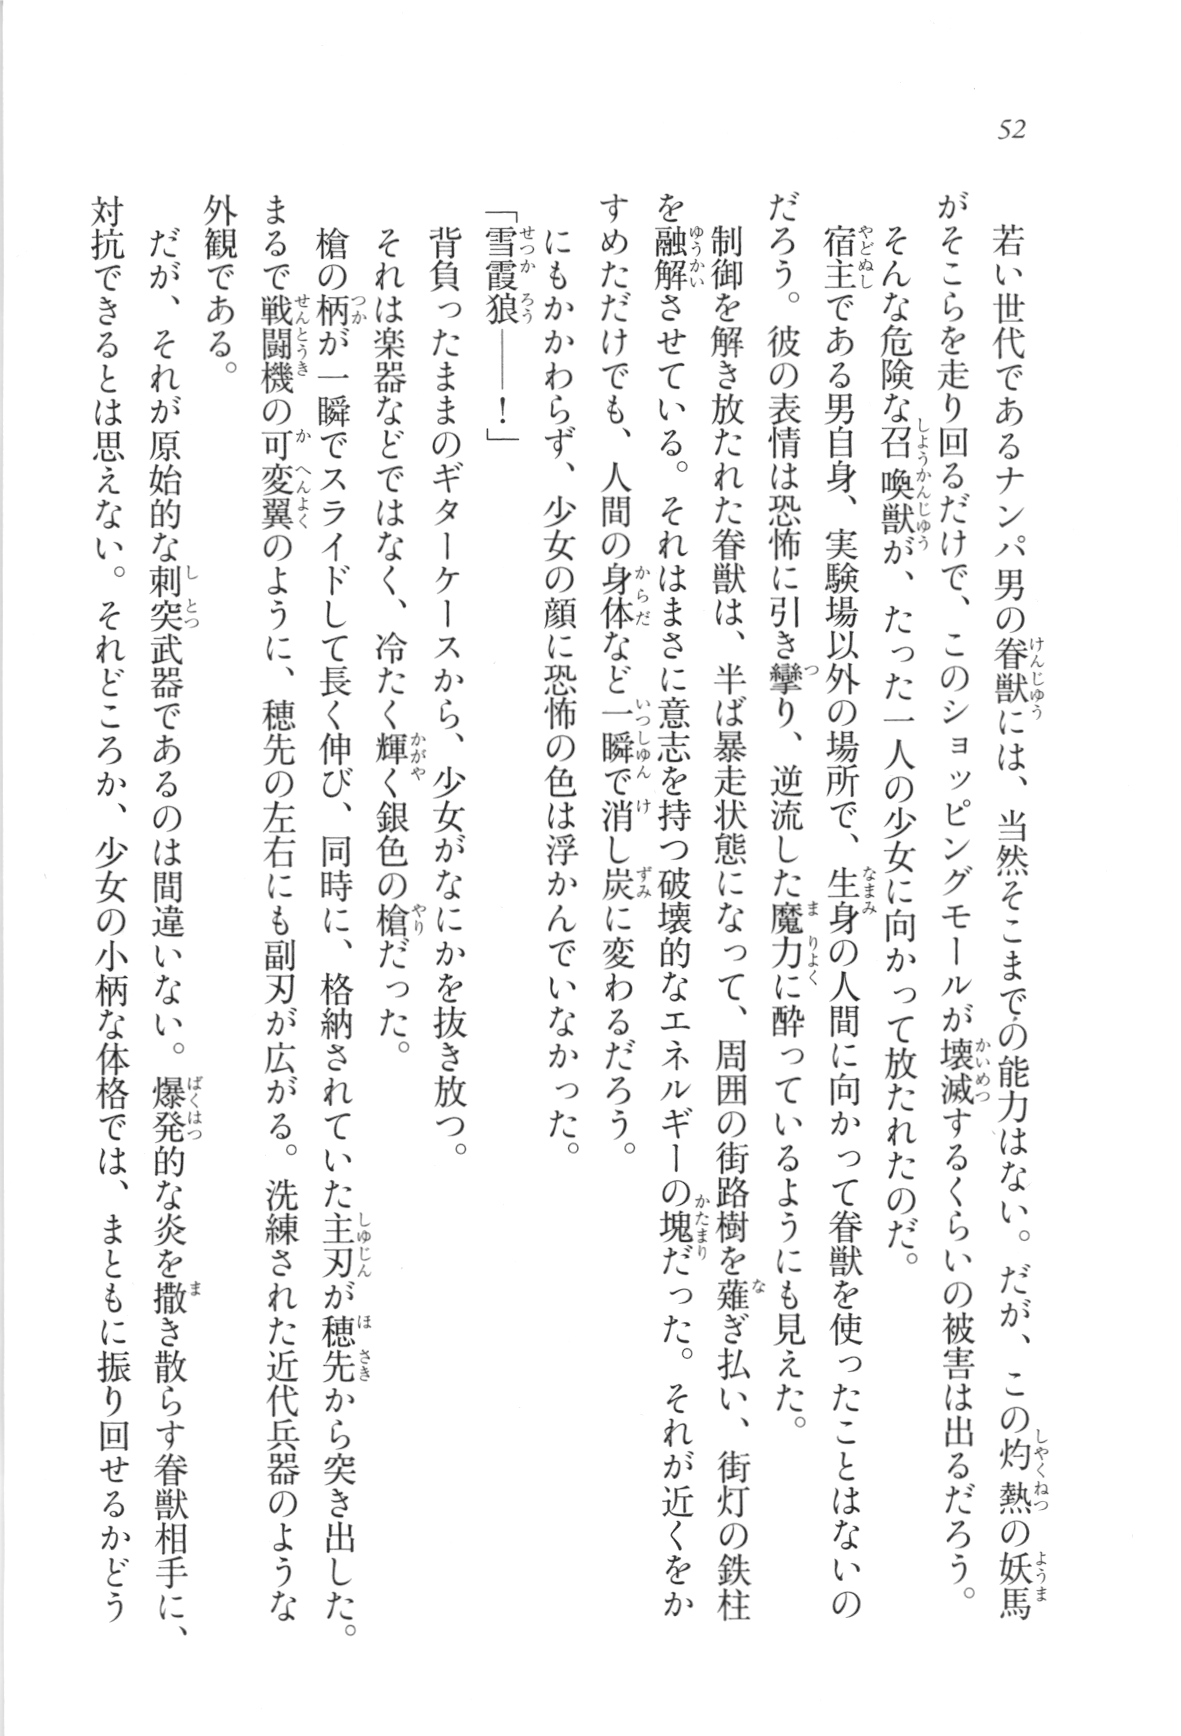 52
　若い世代であるナンパ男の眷獣には、当然そこまでの能力はない。だが、この灼熱の妖馬
がそこらを走り回るだけで、このショッピングモールが壊滅するくらいの被害は出るだろう。
　そんな危険な召喚獣が、たった一人の少女に向かって放たれたのだ。
　宿主である男自身、実験場以外の場所で、生身の人間に向かって眷獣を使ったことはないの
だろう。彼の表情は恐怖に引き攣り、逆流した魔力に酔っているようにも見えた。
　制御を解き放たれた眷獣は、半ば暴走状態になって、周囲の街路樹を薙ぎ払い、街灯の鉄柱
を融解させている。それはまさに意志を持つ破壊的なエネルギーの塊だった。それが近くをか
すめただけでも、人間の身体など一瞬で消し炭に変わるだろう。
　にもかかわらず、少女の顔に恐怖の色は浮かんでいなかった。
「雪霞狼――！」
　背負ったままのギターケースから、少女がなにかを抜き放つ。
　それは楽器などではなく、冷たく輝く銀色の槍だった。
　槍の柄が一瞬でスライドして長く伸び、同時に、格納されていた主刃が穂先から突き出した。
まるで戦闘機の可変翼のように、穂先の左右にも副刃が広がる。洗練された近代兵器のような
外観である。
　だが、それが原始的な刺突武器であるのは間違いない。爆発的な炎を撒き散らす眷獣相手に、
対抗できるとは思えない。それどころか、少女の小柄な体格では、まともに振り回せるかどう